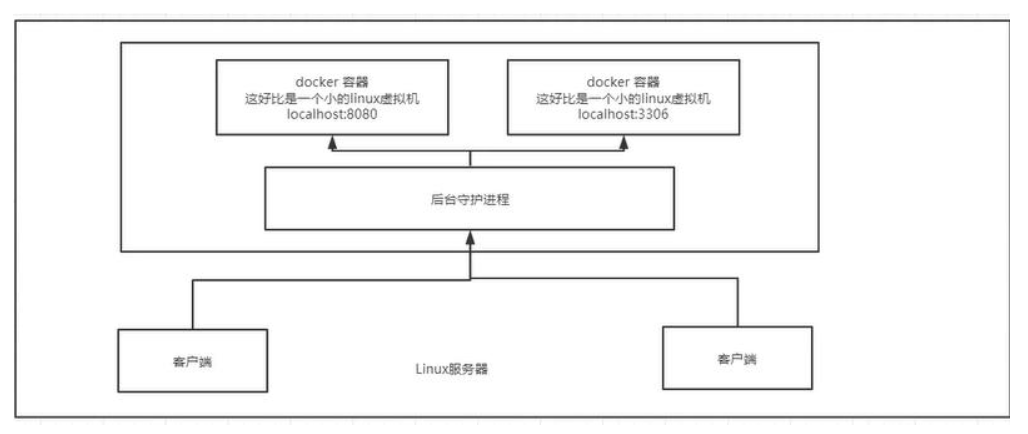 docker 容器
这好比是一个小的linux虚拟机
localhost:8080
docker 容器
这好比是一个小的linux虚拟机
localhost:3306
后台守护进程
客户端
Linux服务器
客户端